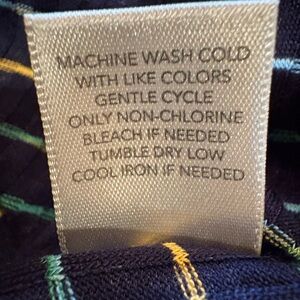 MACHINE WASH COLD
WITH LIKE COLORS
GENTLE CYCLE
ONLY NON-CHLORINE
BLEACH IF NEEDED
TUMBLE DRY LOW
COOL IRON IF NEEDED